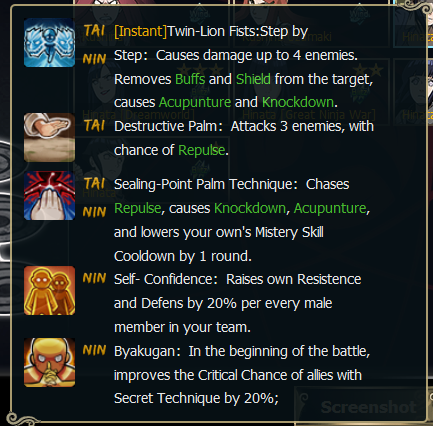 TAI [Instant]Twin-Lion Fists:Step by
NIN Step: Causes damage up to 4 enemies.
Removes Buffs and Shield from the target,
causes Acupuncture and Knockdown.
TAI Destructive Palm: Attacks 3 enemies, with
chance of Repulse.
TAI Sealing-Point Palm Technique: Chases
NIN Repulse, causes Knockdown, Acupuncture,
and lowers your own's Mistery Skill
Cooldown by 1 round.
NIN Self- Confidence: Raises own Resistence
and Defens by 20% per every male
member in your team.
NIN Byakugan: In the beginning of the battle,
improves the Critical Chance of allies with
Secret Technique by 20%;
Screenshot